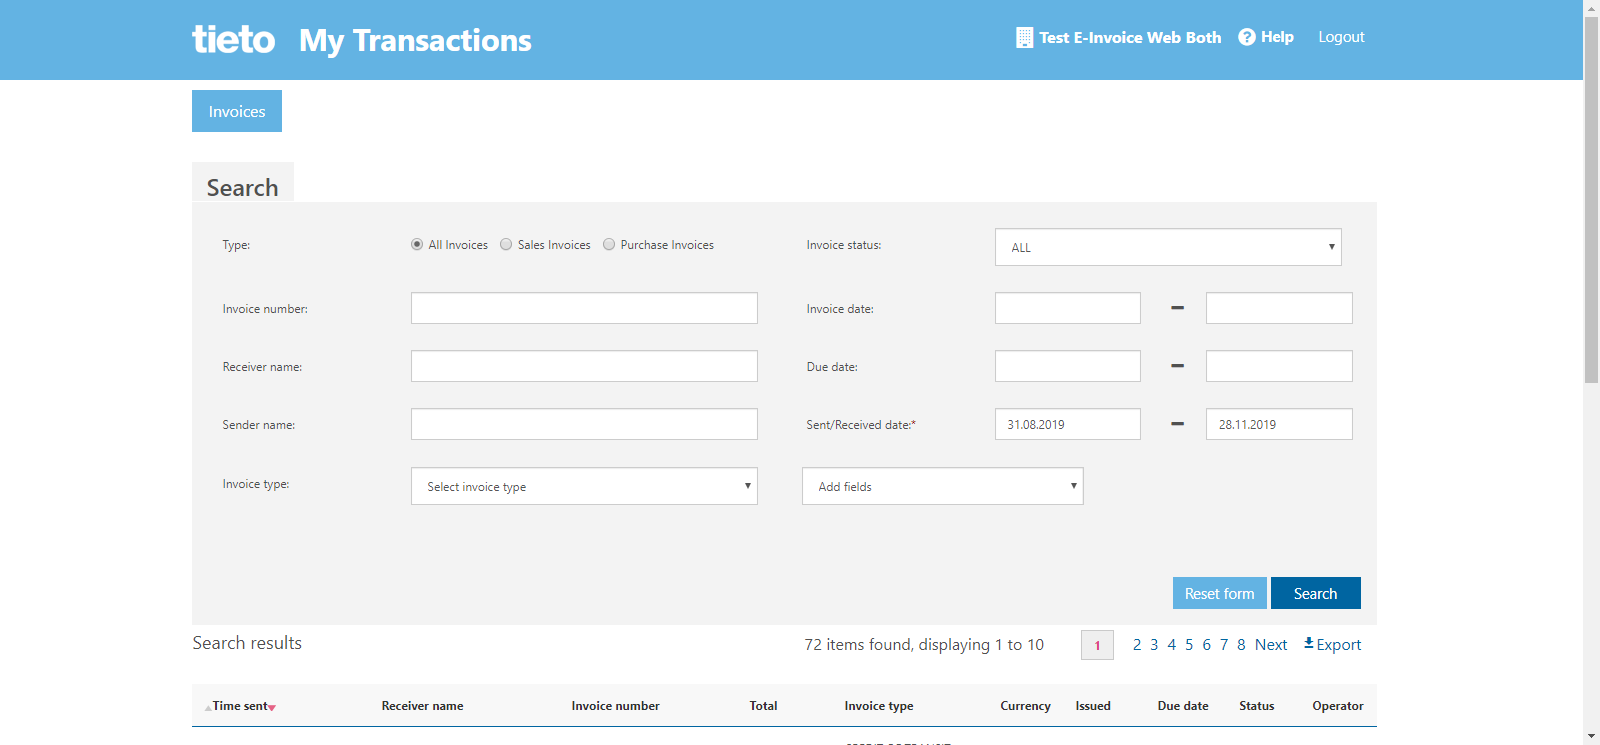 tieto My Transactions Test E-Invoice Web Both ? Help Logout
Invoices
Search
Type: All Invoices Sales Invoices Purchase Invoices Invoice status: ALL
Invoice number: Invoice date: –
Receiver name: Due date: –
Sender name: Sent/Received date:* 31.08.2019 – 28.11.2019
Invoice type: Select invoice type Add fields
Reset form Search
Search results 72 items found, displaying 1 to 10 1 2 3 4 5 6 7 8 Next Export
Time sent Receiver name Invoice number Total Invoice type Currency Issued Due date Status Operator